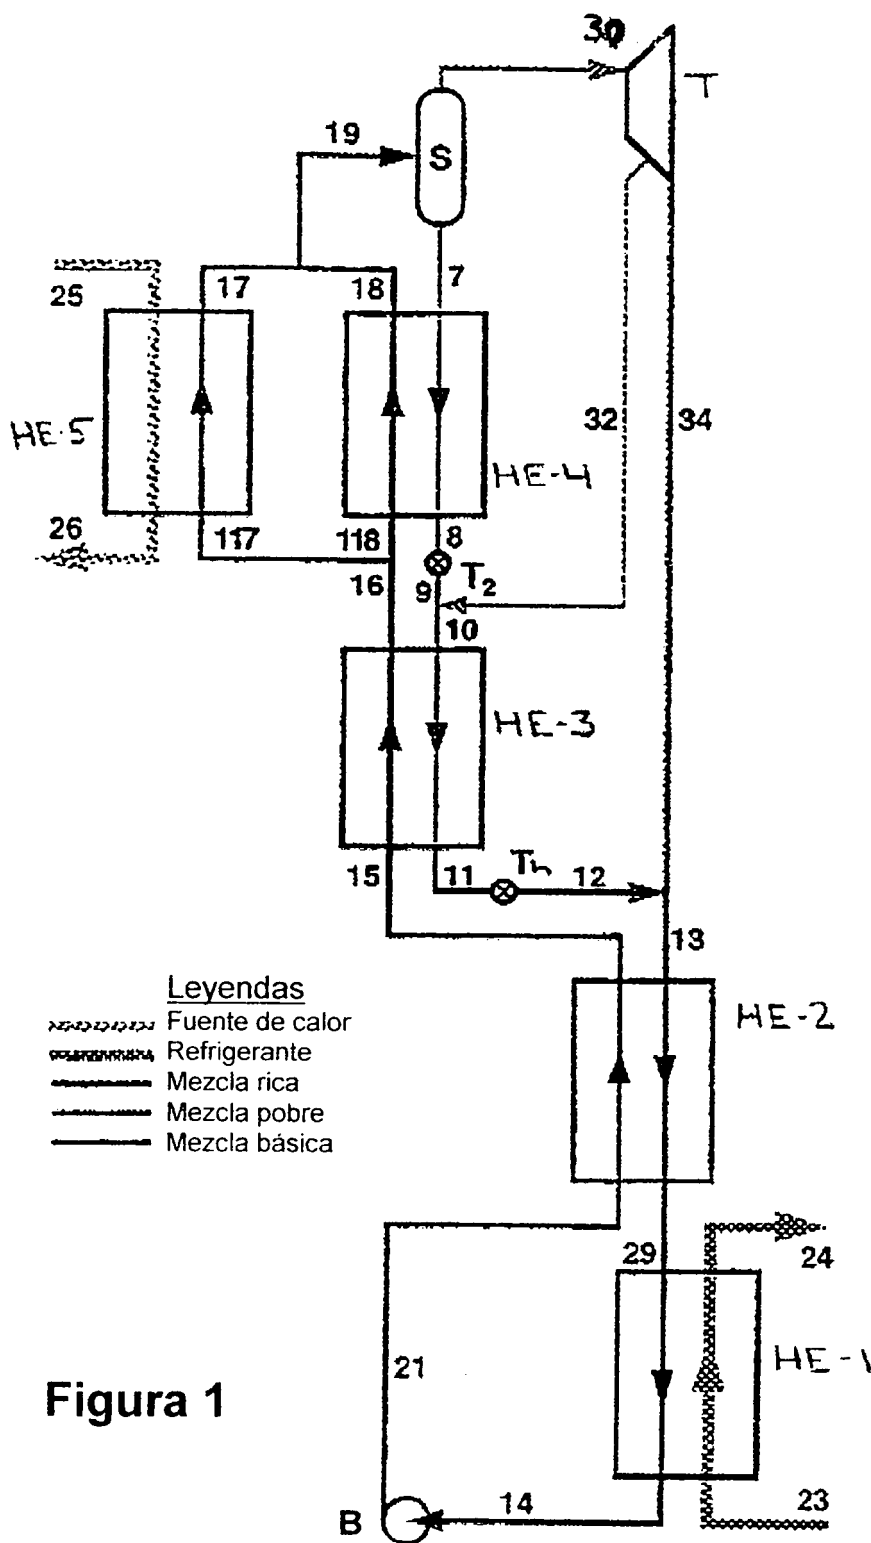 30
T
19
S
17
18
7
25
HE-5
HE-4
32
34
26
117
118
8
16
T2
9
10
HE-3
15
11
Th
12
13
Leyendas
Fuente de calor
Refrigerante
Mezcla rica
Mezcla pobre
Mezcla básica
HE-2
29
24
21
HE-1
Figura 1
B
14
23